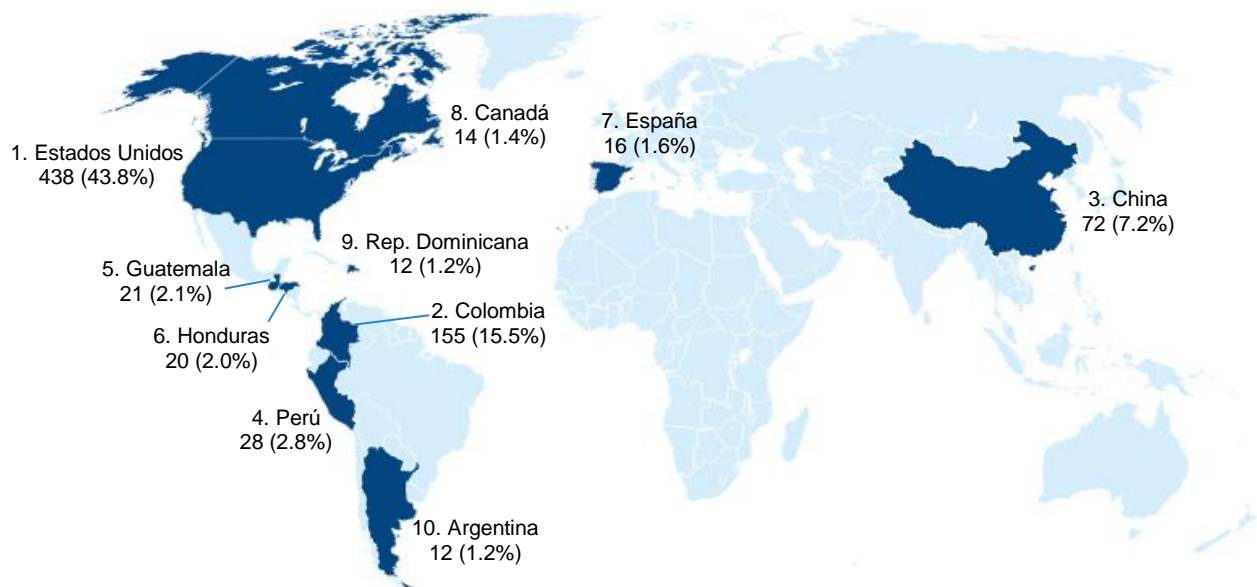 8. Canadá
14 (1.4%)
7. España
16 (1.6%)
1. Estados Unidos
438 (43.8%)
3. China
72 (7.2%)
9. Rep. Dominicana
12 (1.2%)
5. Guatemala
21 (2.1%)
2. Colombia
155 (15.5%)
6. Honduras
20 (2.0%)
4. Perú
28 (2.8%)
10. Argentina
12 (1.2%)